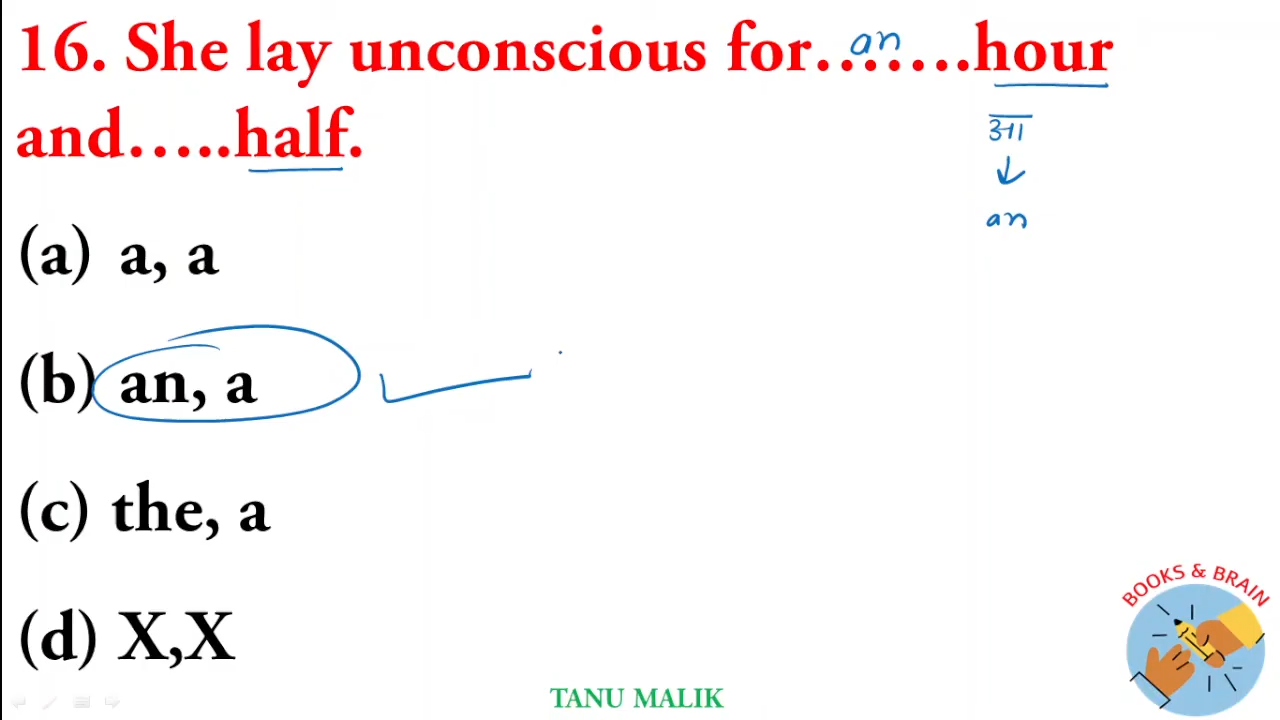 16. She lay unconscious for. an ......hour
and.....half.
आ
↓
an
(a) a, a
(b) an, a
(c) the, a
(d) X,X
BOOKS & BRAIN
TANU MALIK